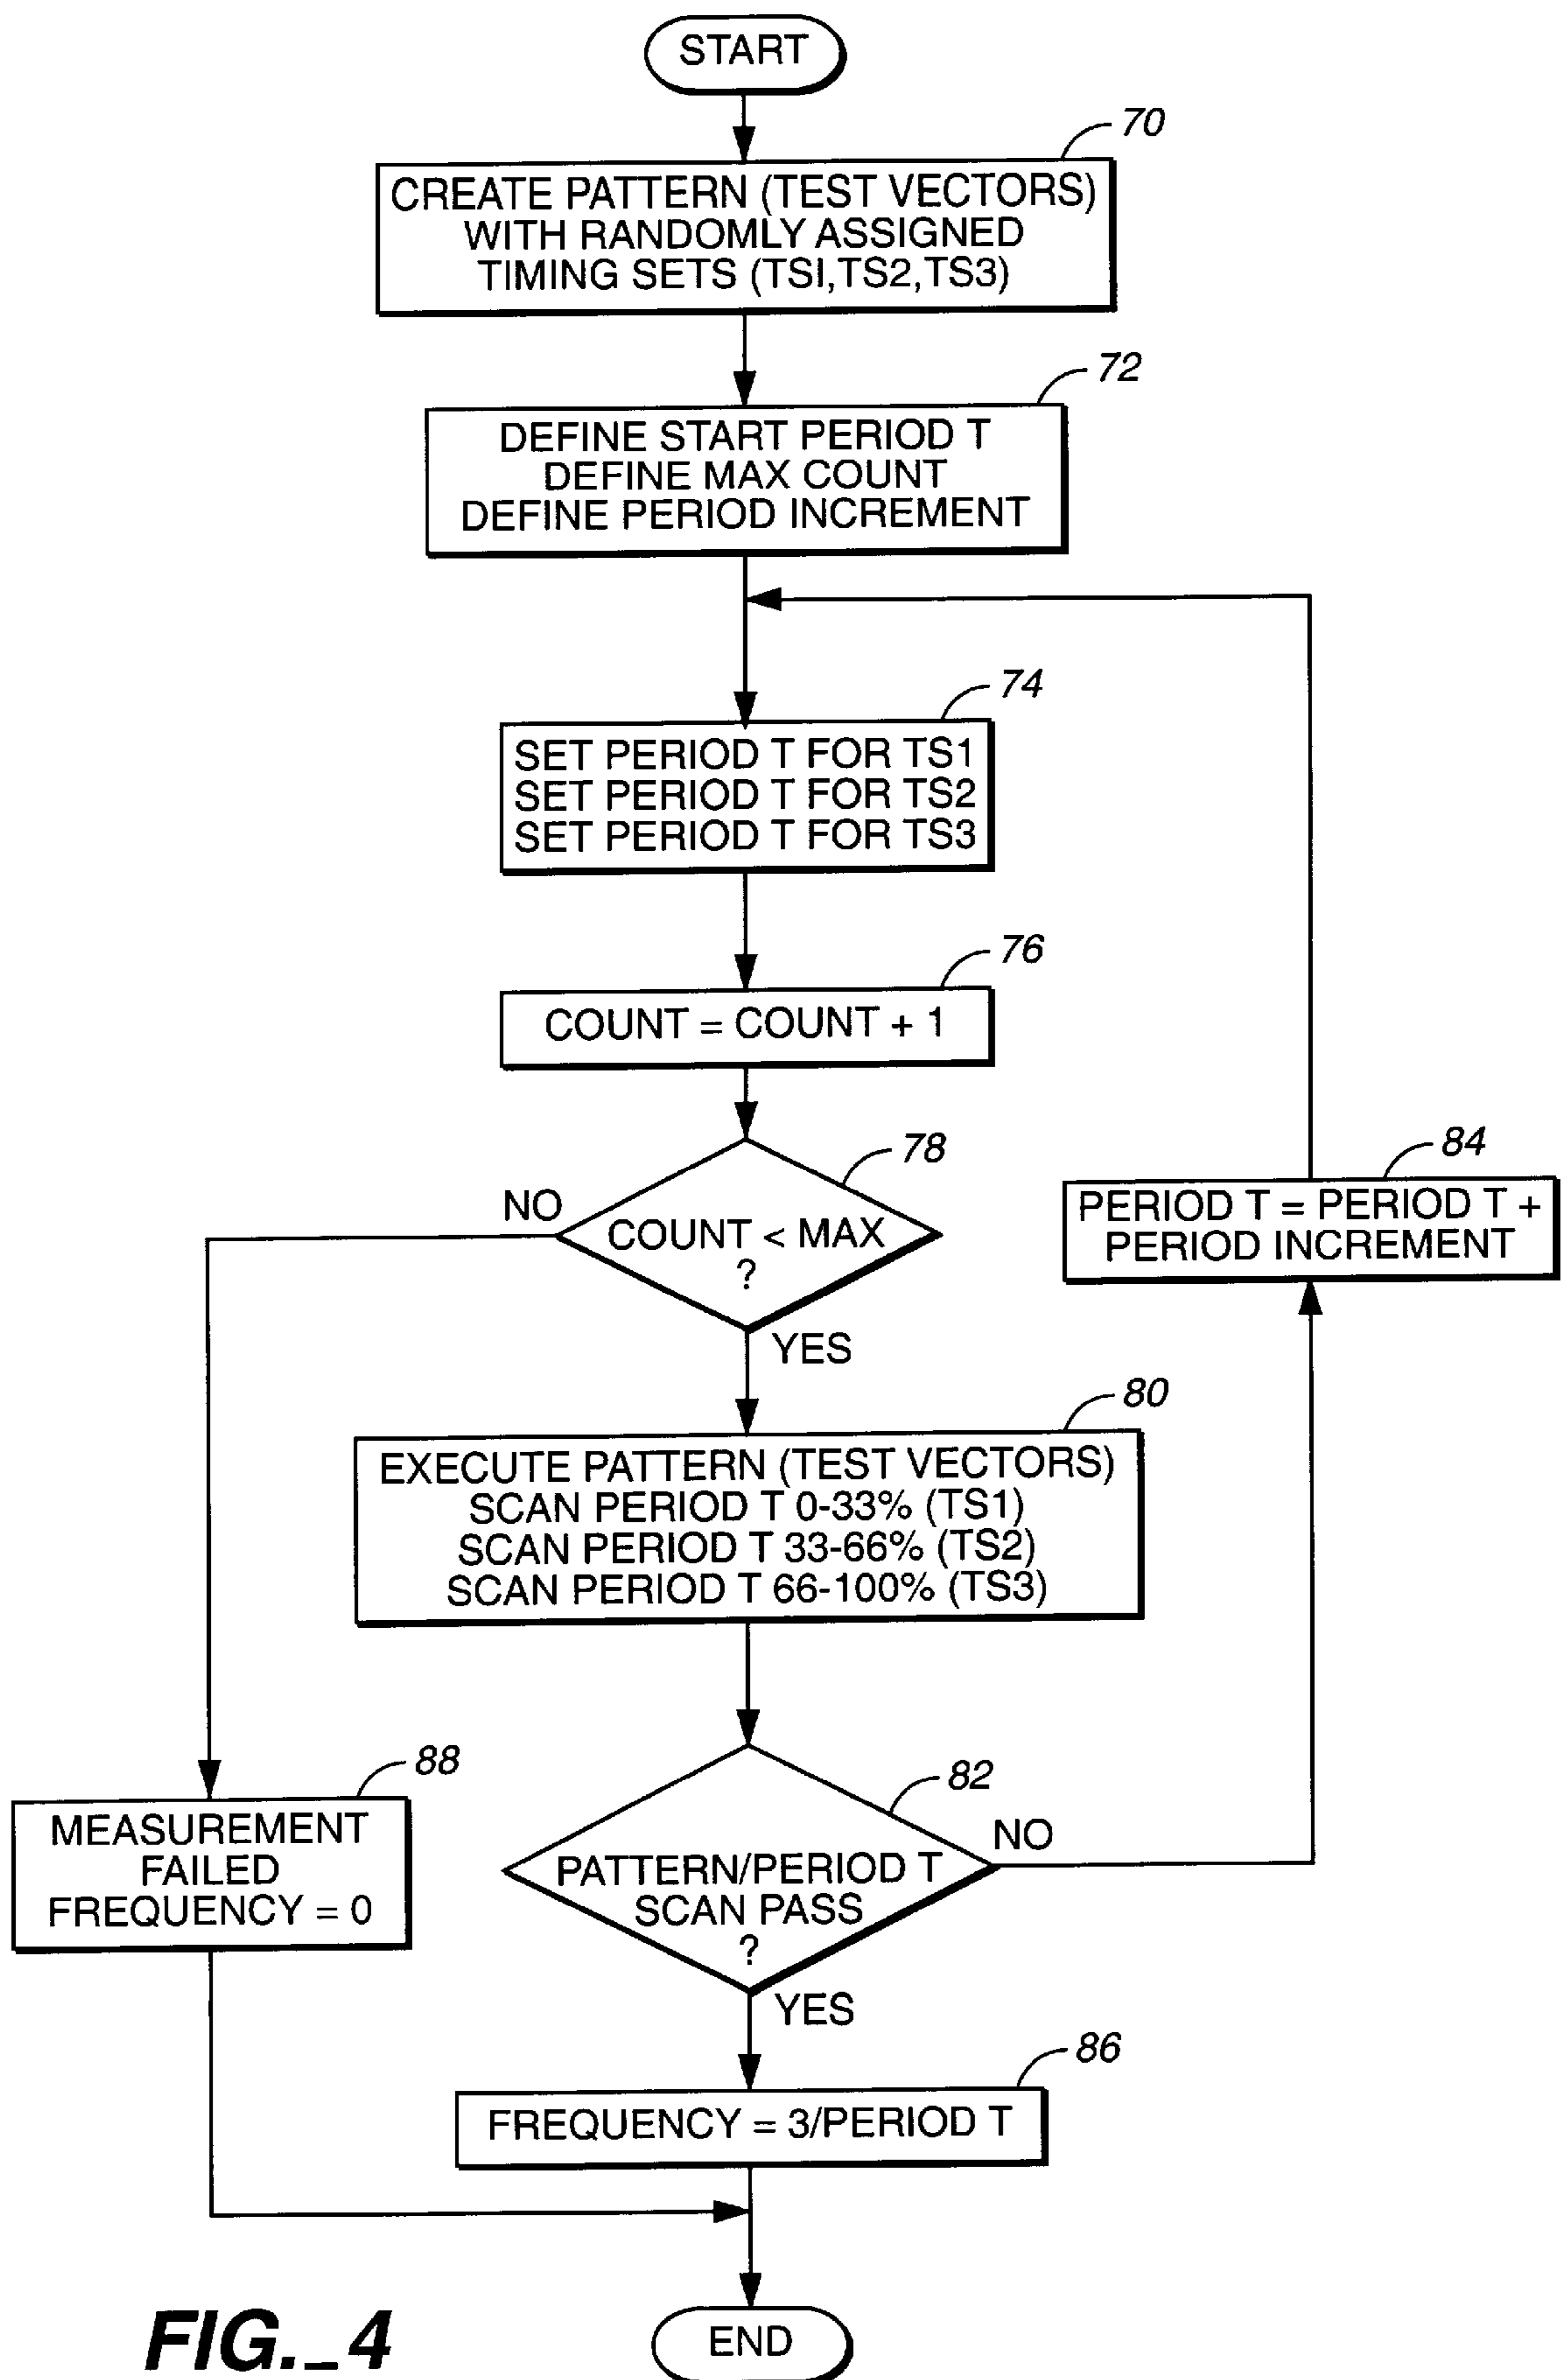 START
70
CREATE PATTERN (TEST VECTORS)
WITH RANDOMLY ASSIGNED
TIMING SETS (TSI,TS2,TS3)
72
DEFINE START PERIOD T
DEFINE MAX COUNT
DEFINE PERIOD INCREMENT
74
SET PERIOD T FOR TS1
SET PERIOD T FOR TS2
SET PERIOD T FOR TS3
76
COUNT = COUNT + 1
78
NO
COUNT < MAX
?
YES
84
PERIOD T = PERIOD T +
PERIOD INCREMENT
80
EXECUTE PATTERN (TEST VECTORS)
SCAN PERIOD T 0-33% (TS1)
SCAN PERIOD T 33-66% (TS2)
SCAN PERIOD T 66-100% (TS3)
88
MEASUREMENT
FAILED
FREQUENCY = 0
82
NO
PATTERN/PERIOD T
SCAN PASS
?
YES
86
FREQUENCY = 3/PERIOD T
END
FIG._4